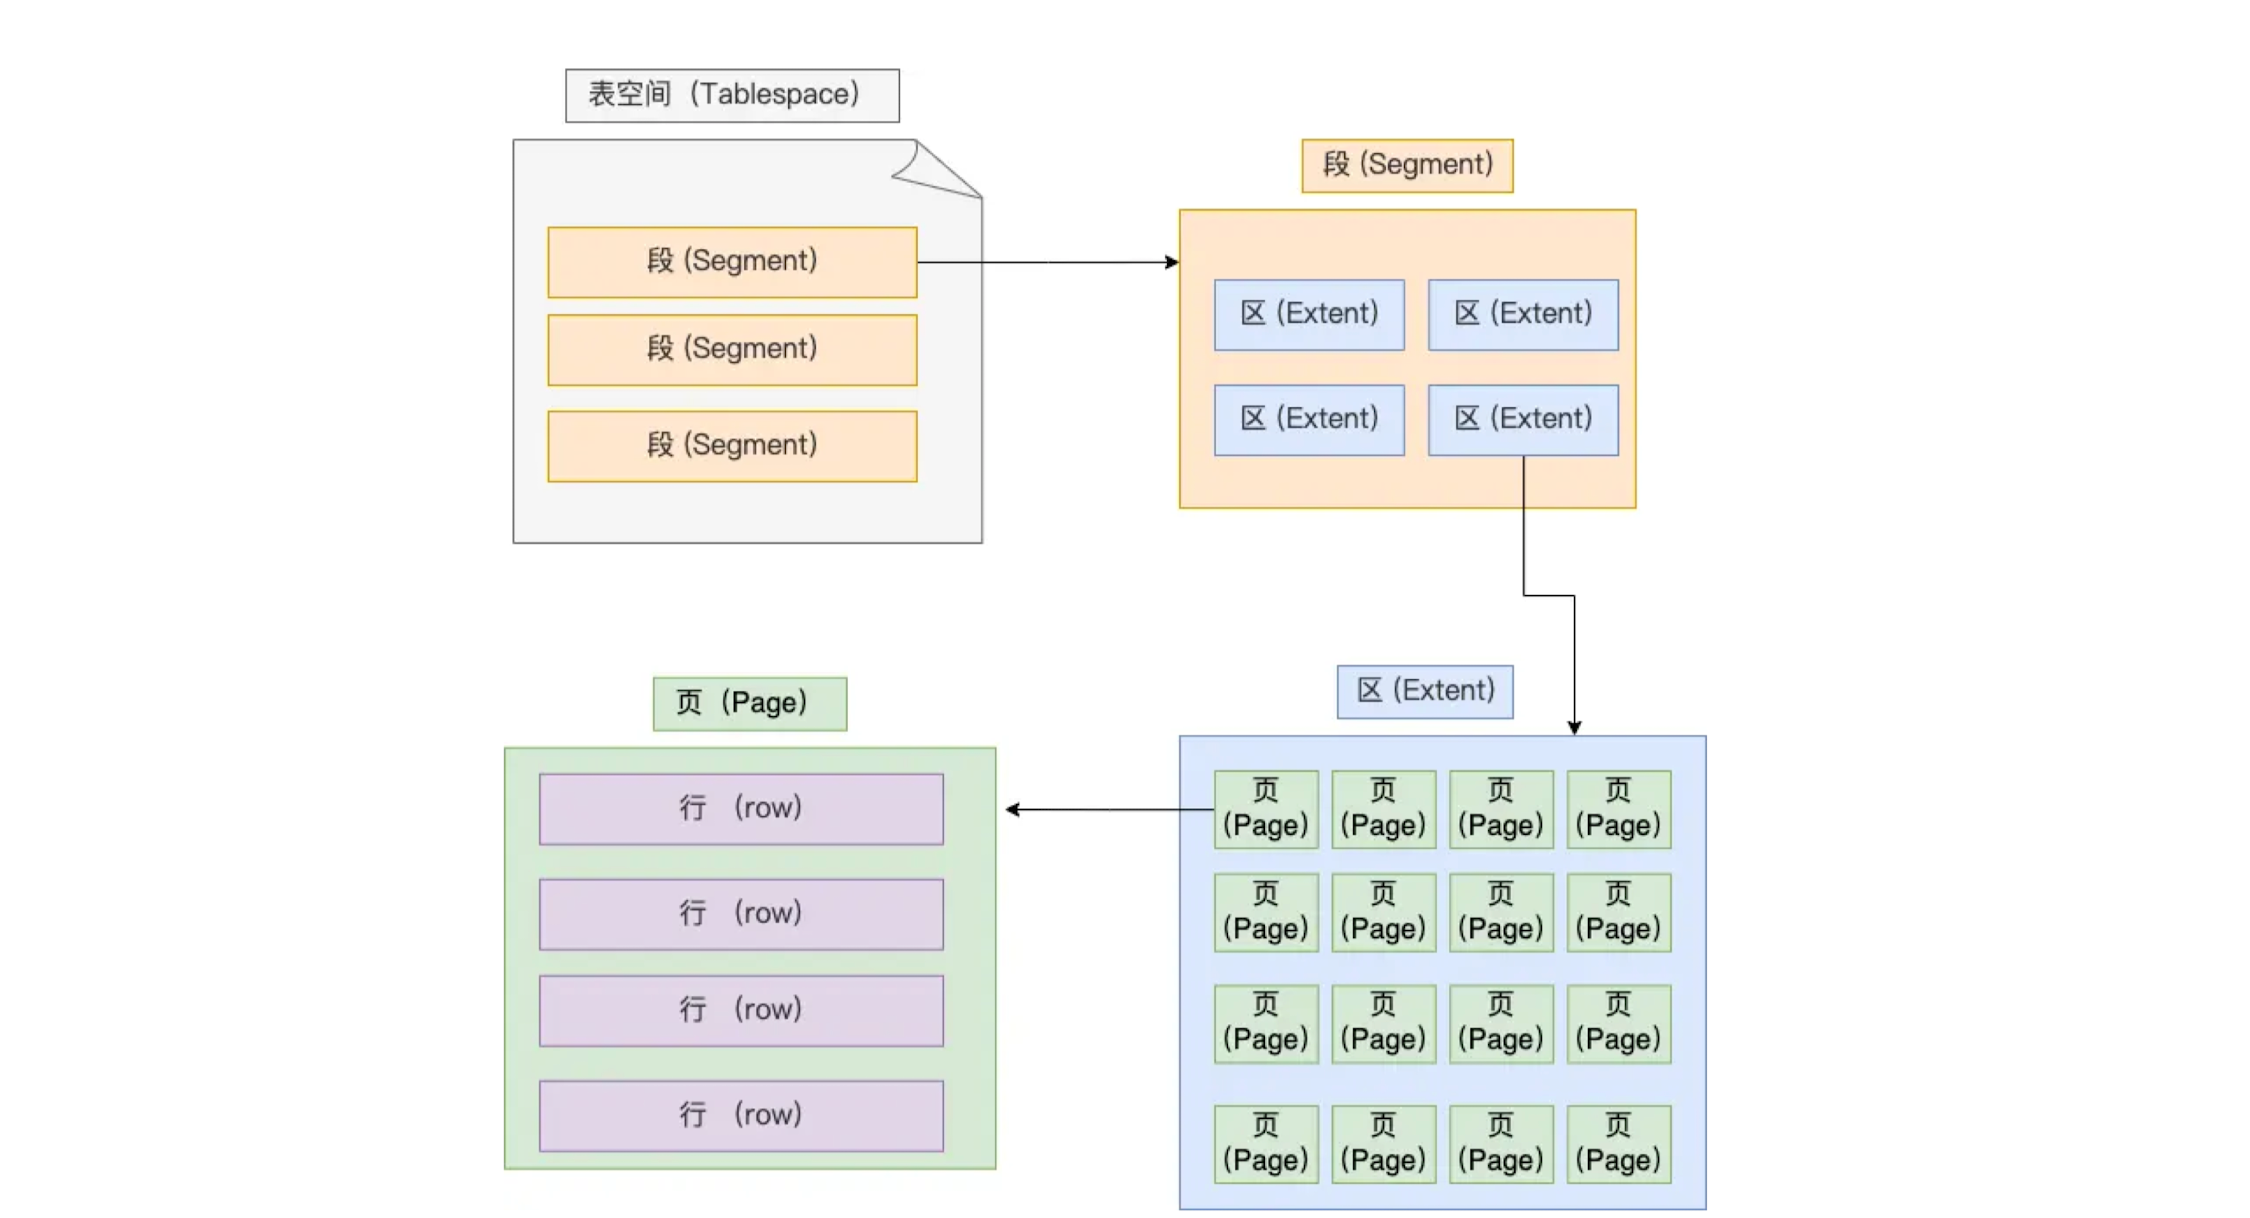 表空间（Tablespace）
段 (Segment)
段 (Segment)
段 (Segment)
段 (Segment)
区 (Extent)
区 (Extent)
区 (Extent)
区 (Extent)
区 (Extent)
页
(Page)
页
(Page)
页
(Page)
页
(Page)
页
(Page)
页
(Page)
页
(Page)
页
(Page)
页
(Page)
页
(Page)
页
(Page)
页
(Page)
页
(Page)
页
(Page)
页
(Page)
页
(Page)
页（Page）
行 （row）
行 （row）
行 （row）
行 （row）